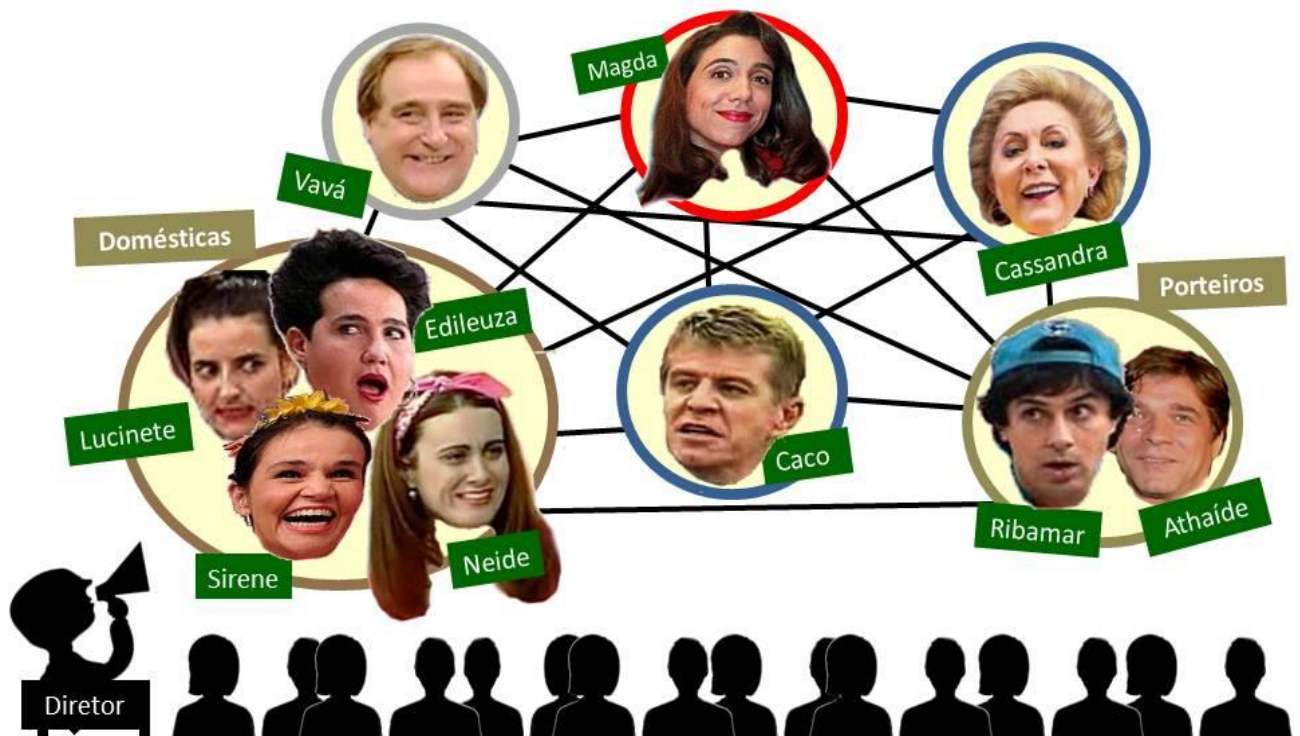 Magda
Vavá
Cassandra
Domésticas
Porteiros
Edileuza
Lucinete
Caco
Ribamar
Athaíde
Neide
Sirene
Diretor